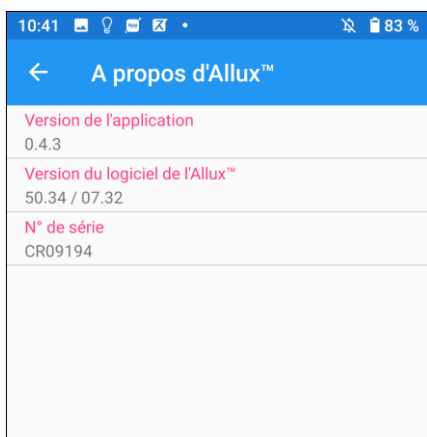 10:41 83 %
A propos d'Allux™
Version de l'application
0.4.3
Version du logiciel de l'Allux™
50.34 / 07.32
N° de série
CR09194